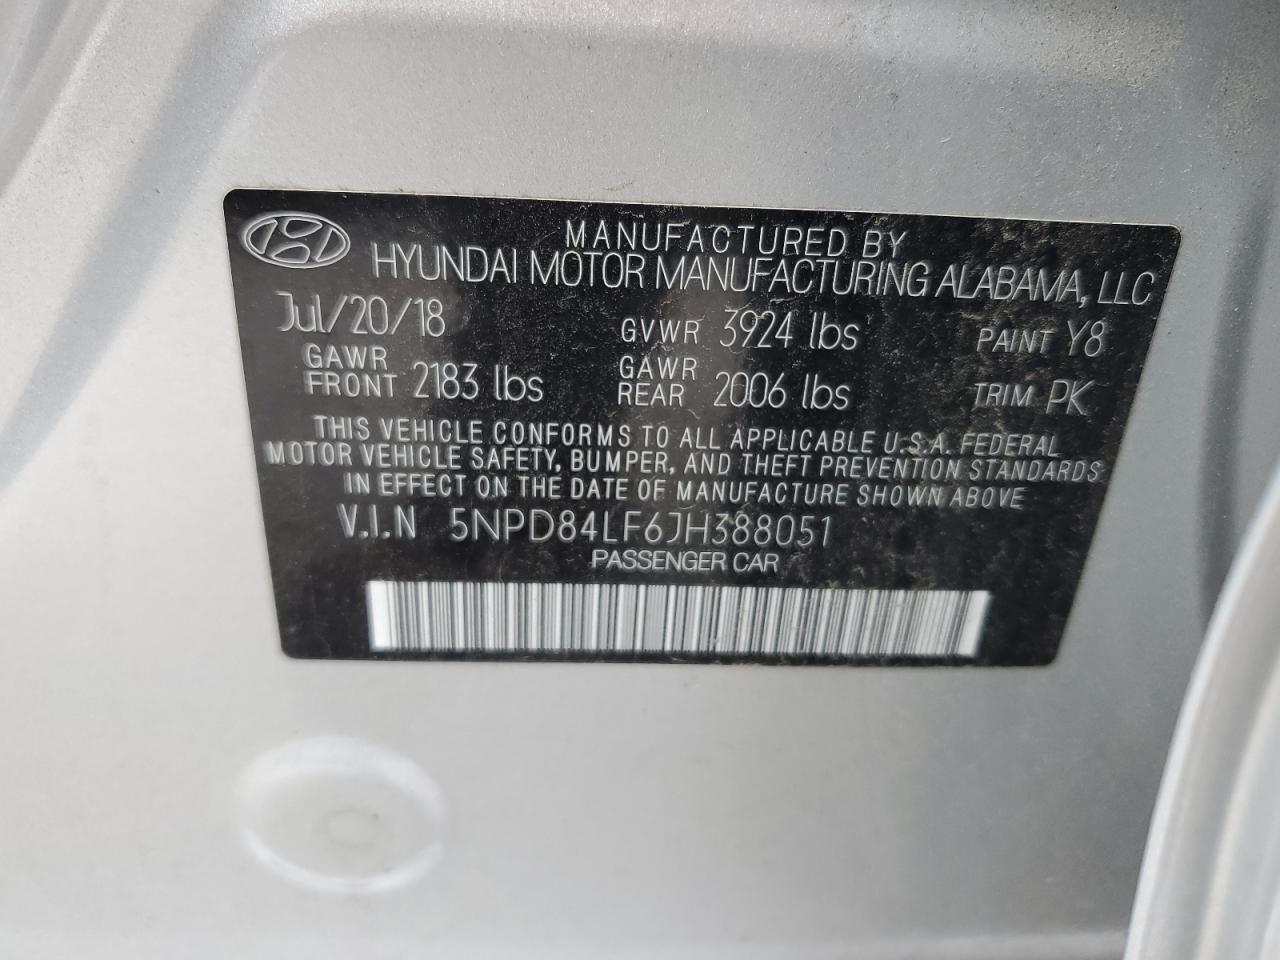 MANUFACTURED BY
HYUNDAI MOTOR MANUFACTURING ALABAMA, LLC
Jul/20/18 GVWR 3924 lbs PAINT Y8
GAWR FRONT 2183 lbs GAWR REAR 2006 lbs TRIM PK
THIS VEHICLE CONFORMS TO ALL APPLICABLE U.S.A. FEDERAL
MOTOR VEHICLE SAFETY, BUMPER, AND THEFT PREVENTION STANDARDS
IN EFFECT ON THE DATE OF MANUFACTURE SHOWN ABOVE
V.I.N 5NPD84LF6JH388051
PASSENGER CAR